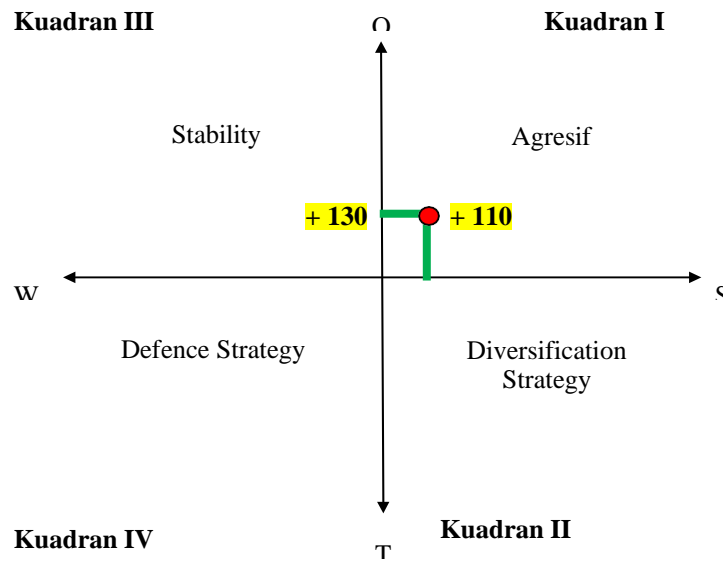 Kuadran III
O
Kuadran I
Stability
Agresif
+ 130
+ 110
W
S
Defence Strategy
Diversification
Strategy
Kuadran IV
T
Kuadran II